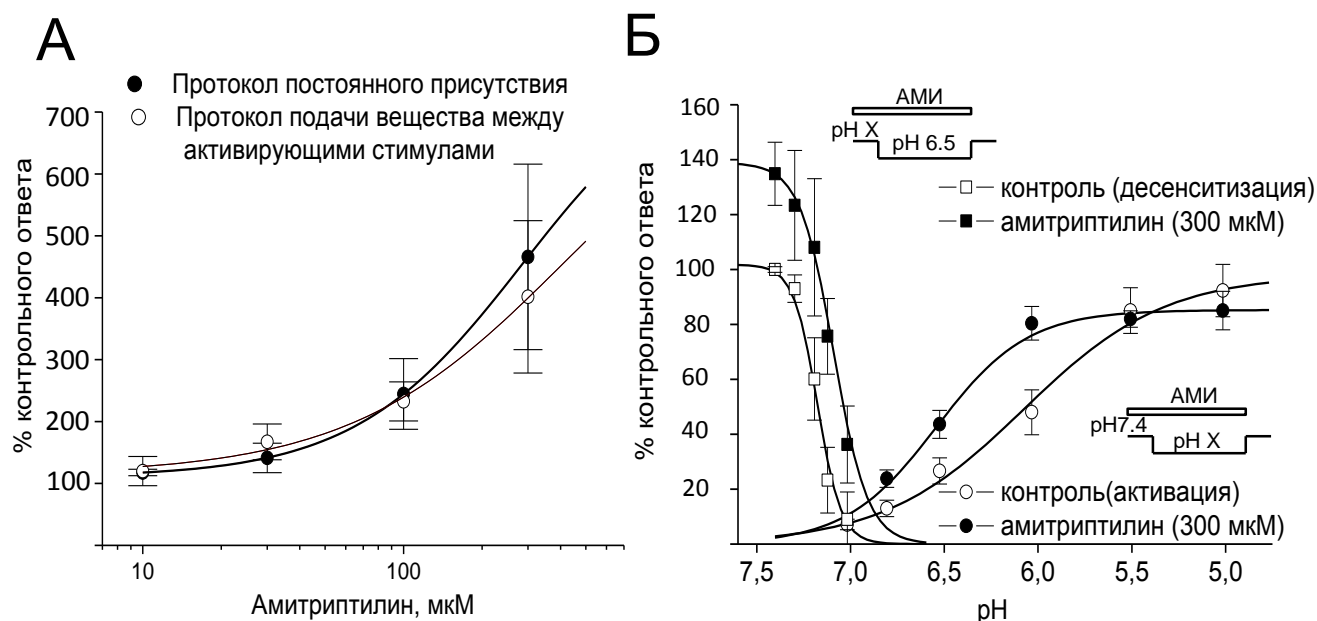 А
Протокол постоянного присутствия
Протокол подачи вещества между
активирующими стимулами
% контрольного ответа
700
600
500
400
300
200
100
10
100
Амитриптилин, мкМ
Б
% контрольного ответа
160
140
120
100
80
60
40
20
АМИ
pH X
pH 6.5
контроль (десенситизация)
амитриптилин (300 мкМ)
АМИ
pH7.4
pH X
контроль(активация)
амитриптилин (300 мкМ)
7,5
7,0
6,5
6,0
5,5
5,0
pH